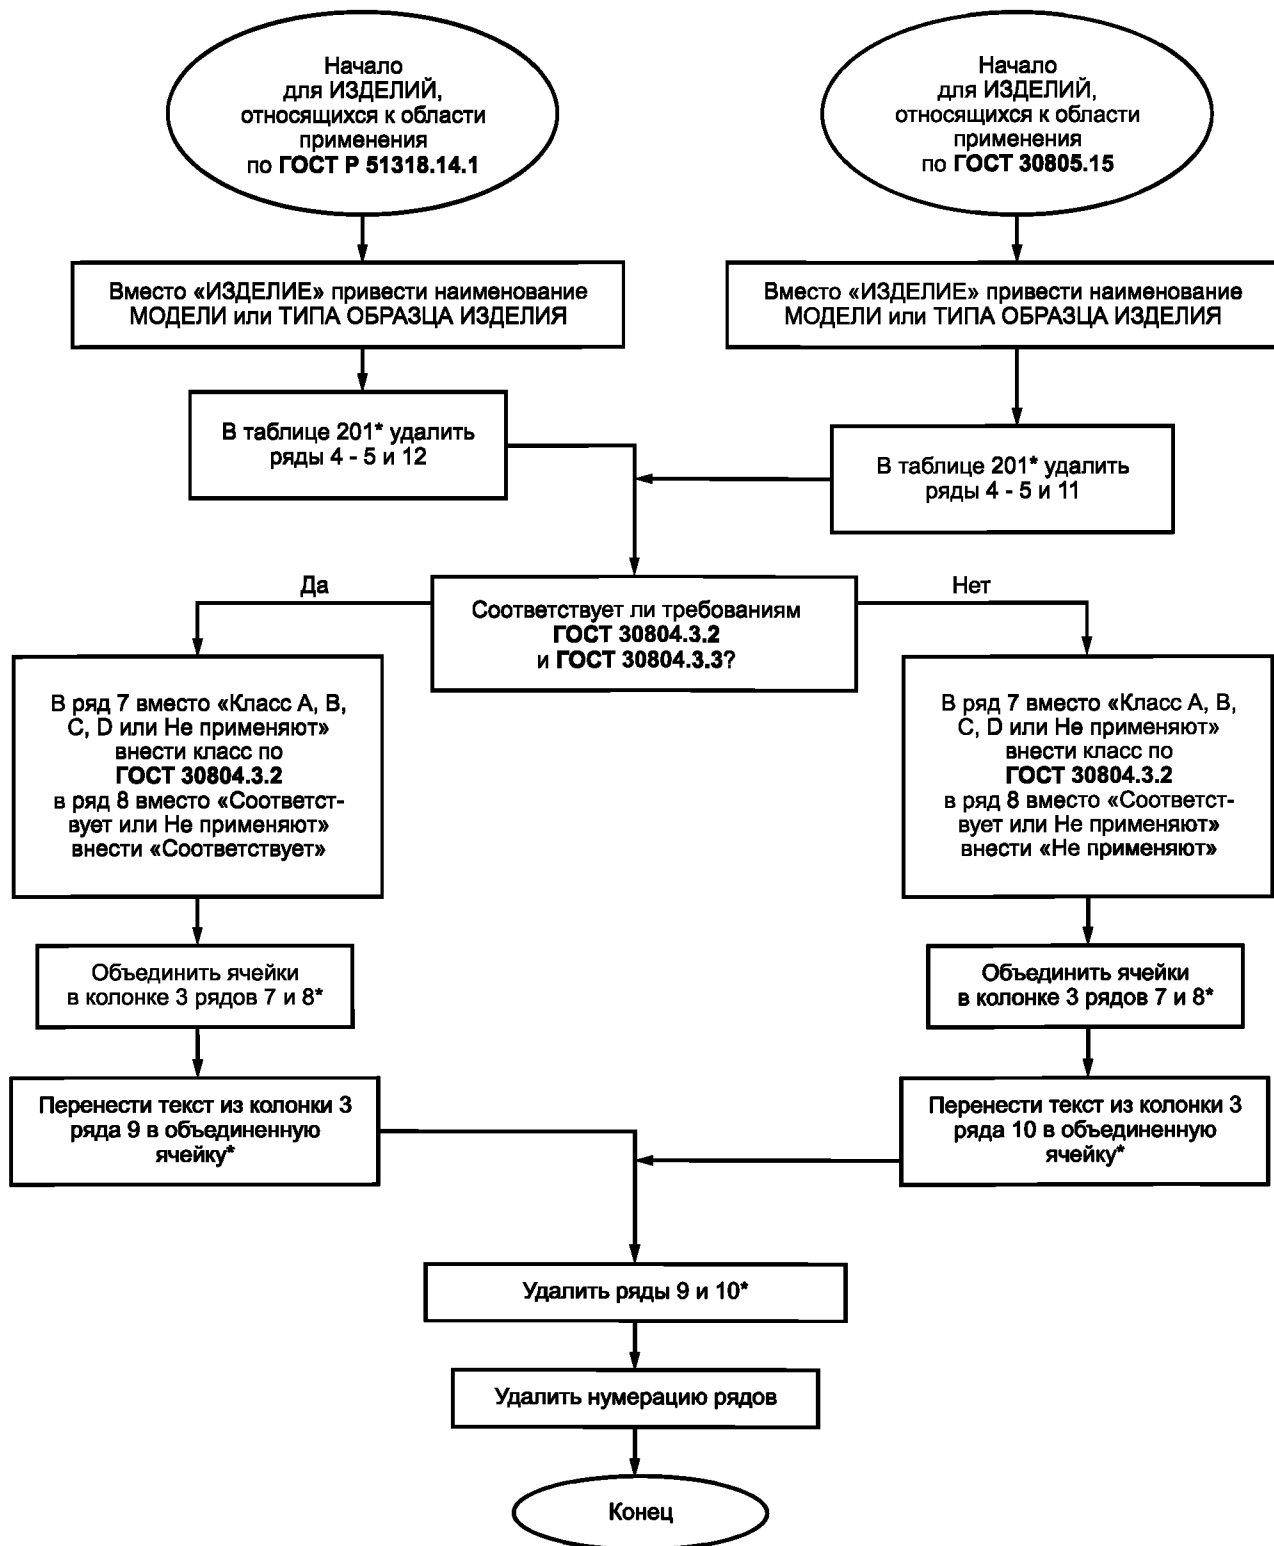 Начало
для ИЗДЕЛИЙ,
относящихся к области
применения
по ГОСТ Р 51318.14.1
Начало
для ИЗДЕЛИЙ,
относящихся к области
применения
по ГОСТ 30805.15
Вместо «ИЗДЕЛИЕ» привести наименование
МОДЕЛИ или ТИПА ОБРАЗЦА ИЗДЕЛИЯ
Вместо «ИЗДЕЛИЕ» привести наименование
МОДЕЛИ или ТИПА ОБРАЗЦА ИЗДЕЛИЯ
В таблице 201* удалить
ряды 4 - 5 и 12
В таблице 201* удалить
ряды 4 - 5 и 11
Да
Соответствует ли требованиям
ГОСТ 30804.3.2
и ГОСТ 30804.3.3?
Нет
В ряд 7 вместо «Класс А, В,
С, D или Не применяют»
внести класс по
ГОСТ 30804.3.2
в ряд 8 вместо «Соответст-
вует или Не применяют»
внести «Соответствует»
В ряд 7 вместо «Класс А, В,
С, D или Не применяют»
внести класс по
ГОСТ 30804.3.2
в ряд 8 вместо «Соответст-
вует или Не применяют»
внести «Не применяют»
Объединить ячейки
в колонке 3 рядов 7 и 8*
Объединить ячейки
в колонке 3 рядов 7 и 8*
Перенести текст из колонки 3
ряда 9 в объединенную
ячейку*
Перенести текст из колонки 3
ряда 10 в объединенную
ячейку*
Удалить ряды 9 и 10*
Удалить нумерацию рядов
Конец